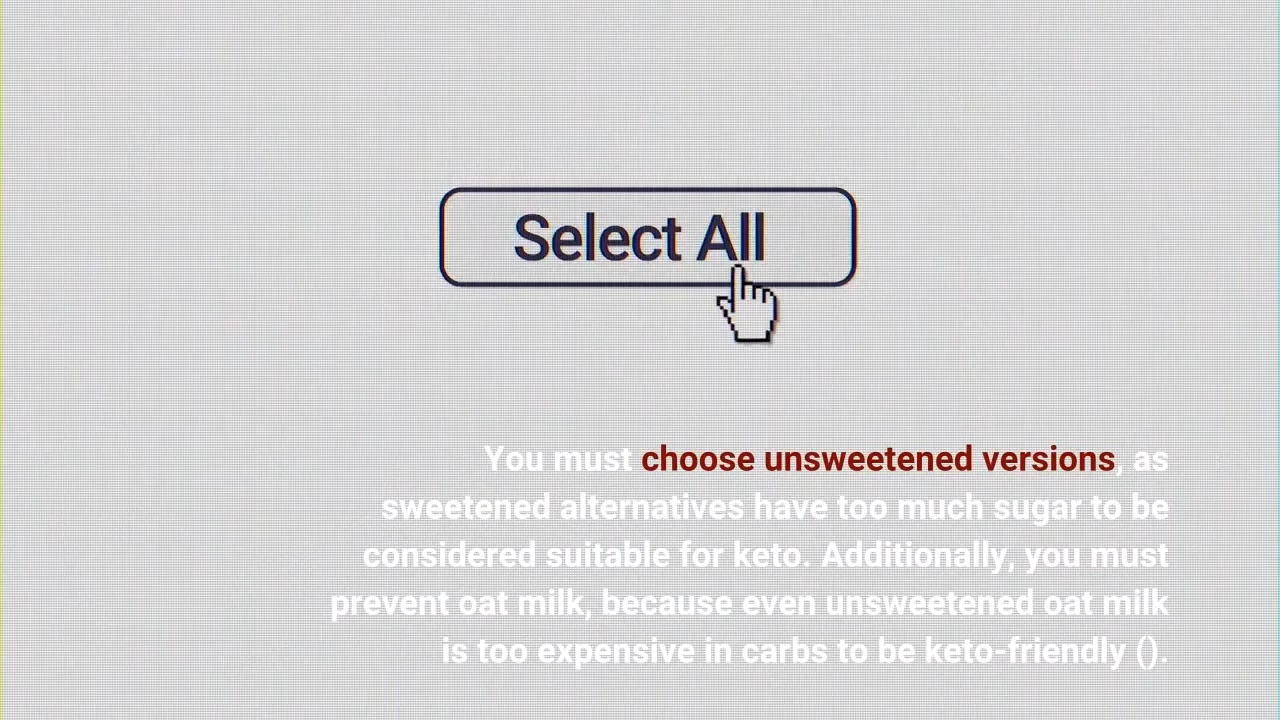 Select All
You must choose unsweetened versions, as
sweetened alternatives have too much sugar to be
considered suitable for keto. Additionally, you must
prevent oat milk, because even unsweetened oat milk
is too expensive in carbs to be keto-friendly ().